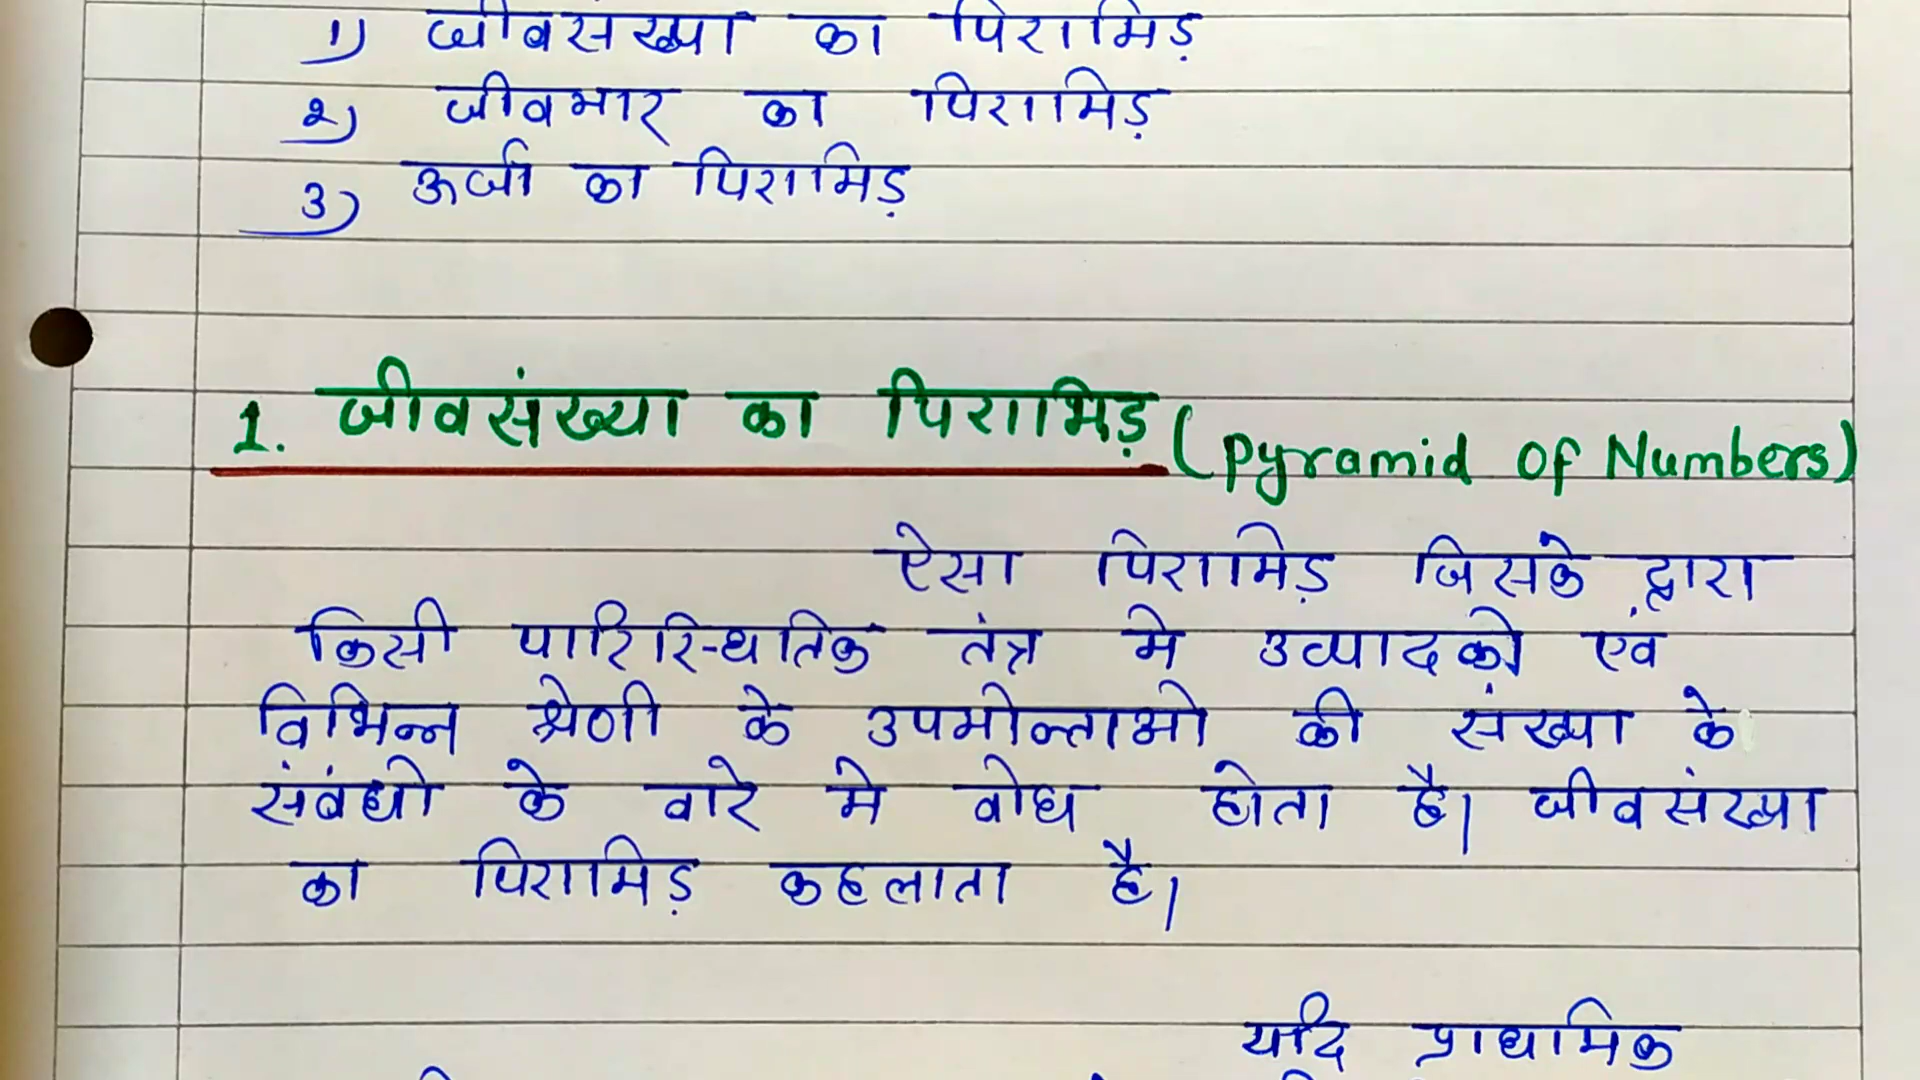 1) जीवसंख्या का पिरामिड़
2) जीवभार का पिरामिड़
3) ऊर्जा का पिरामिड़
1. जीवसंख्या का पिरामिड़ (Pyramid Of Numbers)
ऐसा पिरामिड़ जिसके द्वारा
किसी पारिस्थितिक तंत्र मे उत्पादको एवं
विभिन्न श्रेणी के उपभोक्ताओ की संख्या के
संबंधो के वारे मे वोध होता है। जीवसंख्या
का पिरामिड़ कहलाता है।
यदि प्राथमिक